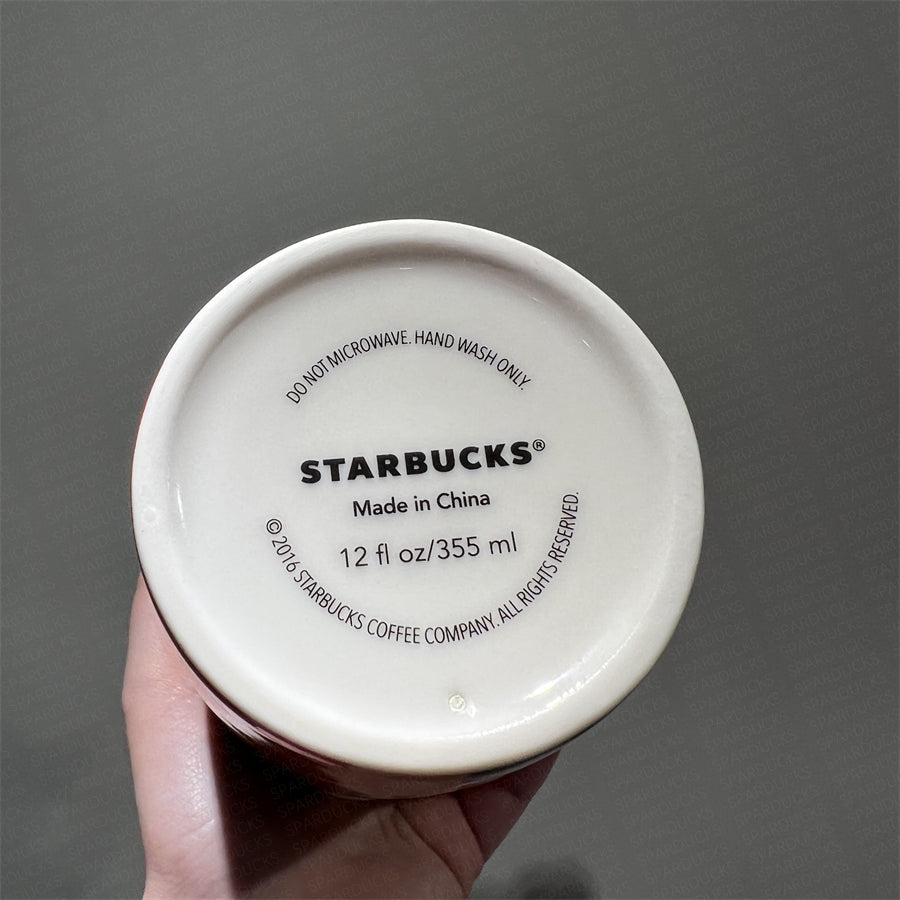 DO NOT MICROWAVE. HAND WASH ONLY.
STARBUCKS®
Made in China
12 fl oz/355 ml
© 2016 STARBUCKS COFFEE COMPANY. ALL RIGHTS RESERVED.
SPARDUCKS